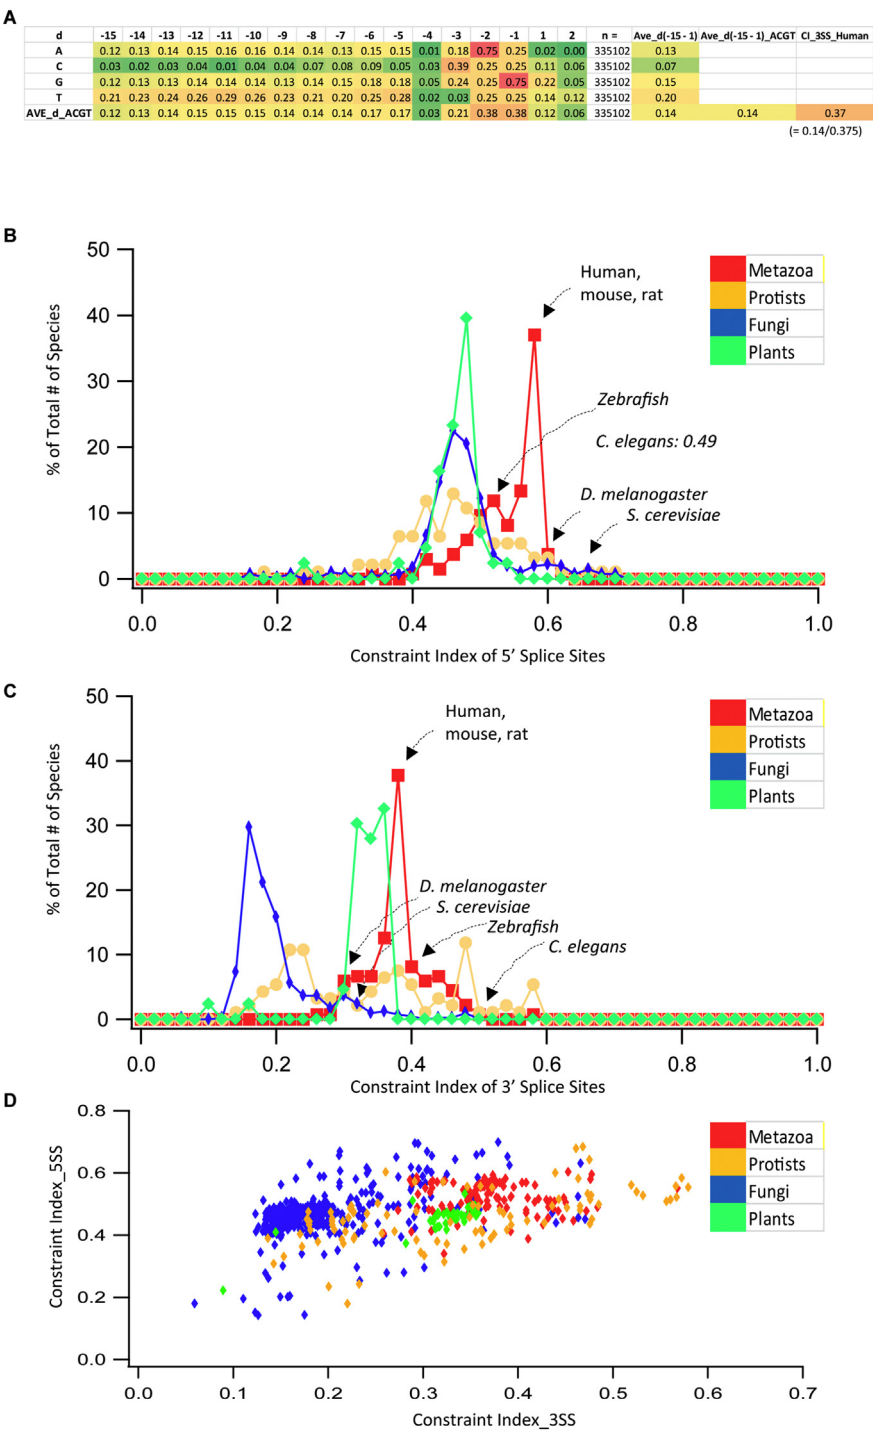 A
d -15 -14 -13 -12 -11 -10 -9 -8 -7 -6 -5 -4 -3 -2 -1 1 2 n = Ave_d(-15 - 1) Ave_d(-15 - 1)_ACGT CI_3SS_Human
A 0.12 0.13 0.14 0.15 0.16 0.16 0.14 0.14 0.13 0.15 0.15 0.01 0.18 0.75 0.25 0.02 0.00 335102 0.13
C 0.03 0.02 0.03 0.04 0.01 0.04 0.04 0.07 0.08 0.09 0.05 0.03 0.39 0.25 0.25 0.11 0.06 335102 0.07
G 0.12 0.13 0.13 0.14 0.14 0.14 0.13 0.14 0.15 0.18 0.18 0.05 0.24 0.25 0.75 0.22 0.05 335102 0.15
T 0.21 0.23 0.24 0.26 0.29 0.26 0.23 0.21 0.20 0.25 0.28 0.02 0.03 0.25 0.25 0.14 0.12 335102 0.20
AVE_d_ACGT 0.12 0.13 0.14 0.15 0.15 0.15 0.14 0.14 0.14 0.17 0.17 0.03 0.21 0.38 0.38 0.12 0.06 335102 0.14 0.14 0.37
(= 0.14/0.375)
B
% of Total # of Species
50
40
30
20
10
0
0.0 0.2 0.4 0.6 0.8 1.0
Constraint Index of 5’ Splice Sites
Human,
mouse, rat
Zebrafish
C. elegans: 0.49
D. melanogaster
S. cerevisiae
Metazoa
Protists
Fungi
Plants
C
% of Total # of Species
50
40
30
20
10
0
0.0 0.2 0.4 0.6 0.8 1.0
Constraint Index of 3’ Splice Sites
Human,
mouse, rat
D. melanogaster
S. cerevisiae
Zebrafish
C. elegans
Metazoa
Protists
Fungi
Plants
D
Constraint Index_5SS
0.8
0.6
0.4
0.2
0.0
0.0 0.1 0.2 0.3 0.4 0.5 0.6 0.7
Constraint Index_3SS
Metazoa
Protists
Fungi
Plants